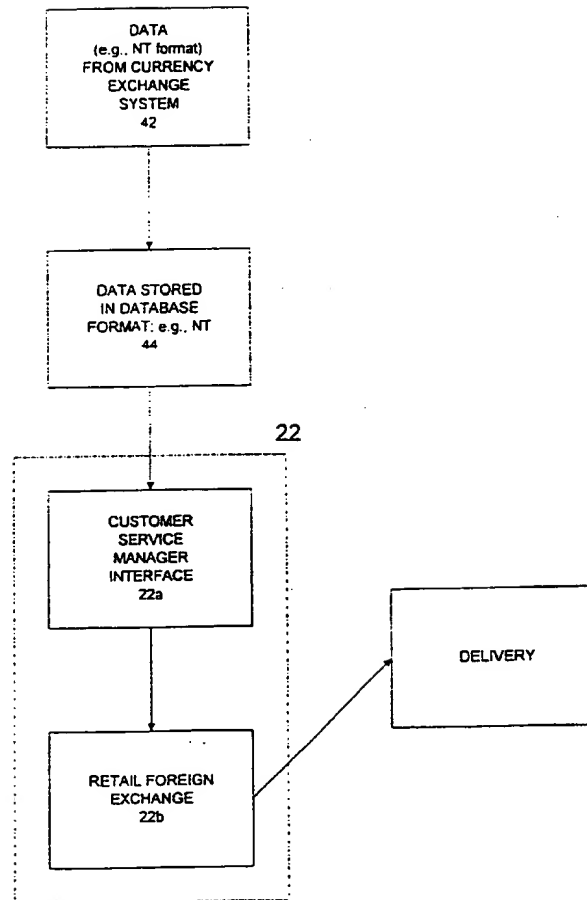 DATA
(e.g., NT format)
FROM CURRENCY
EXCHANGE
SYSTEM
42
DATA STORED
IN DATABASE
FORMAT: e.g., NT
44
22
CUSTOMER
SERVICE
MANAGER
INTERFACE
22a
DELIVERY
RETAIL FOREIGN
EXCHANGE
22b